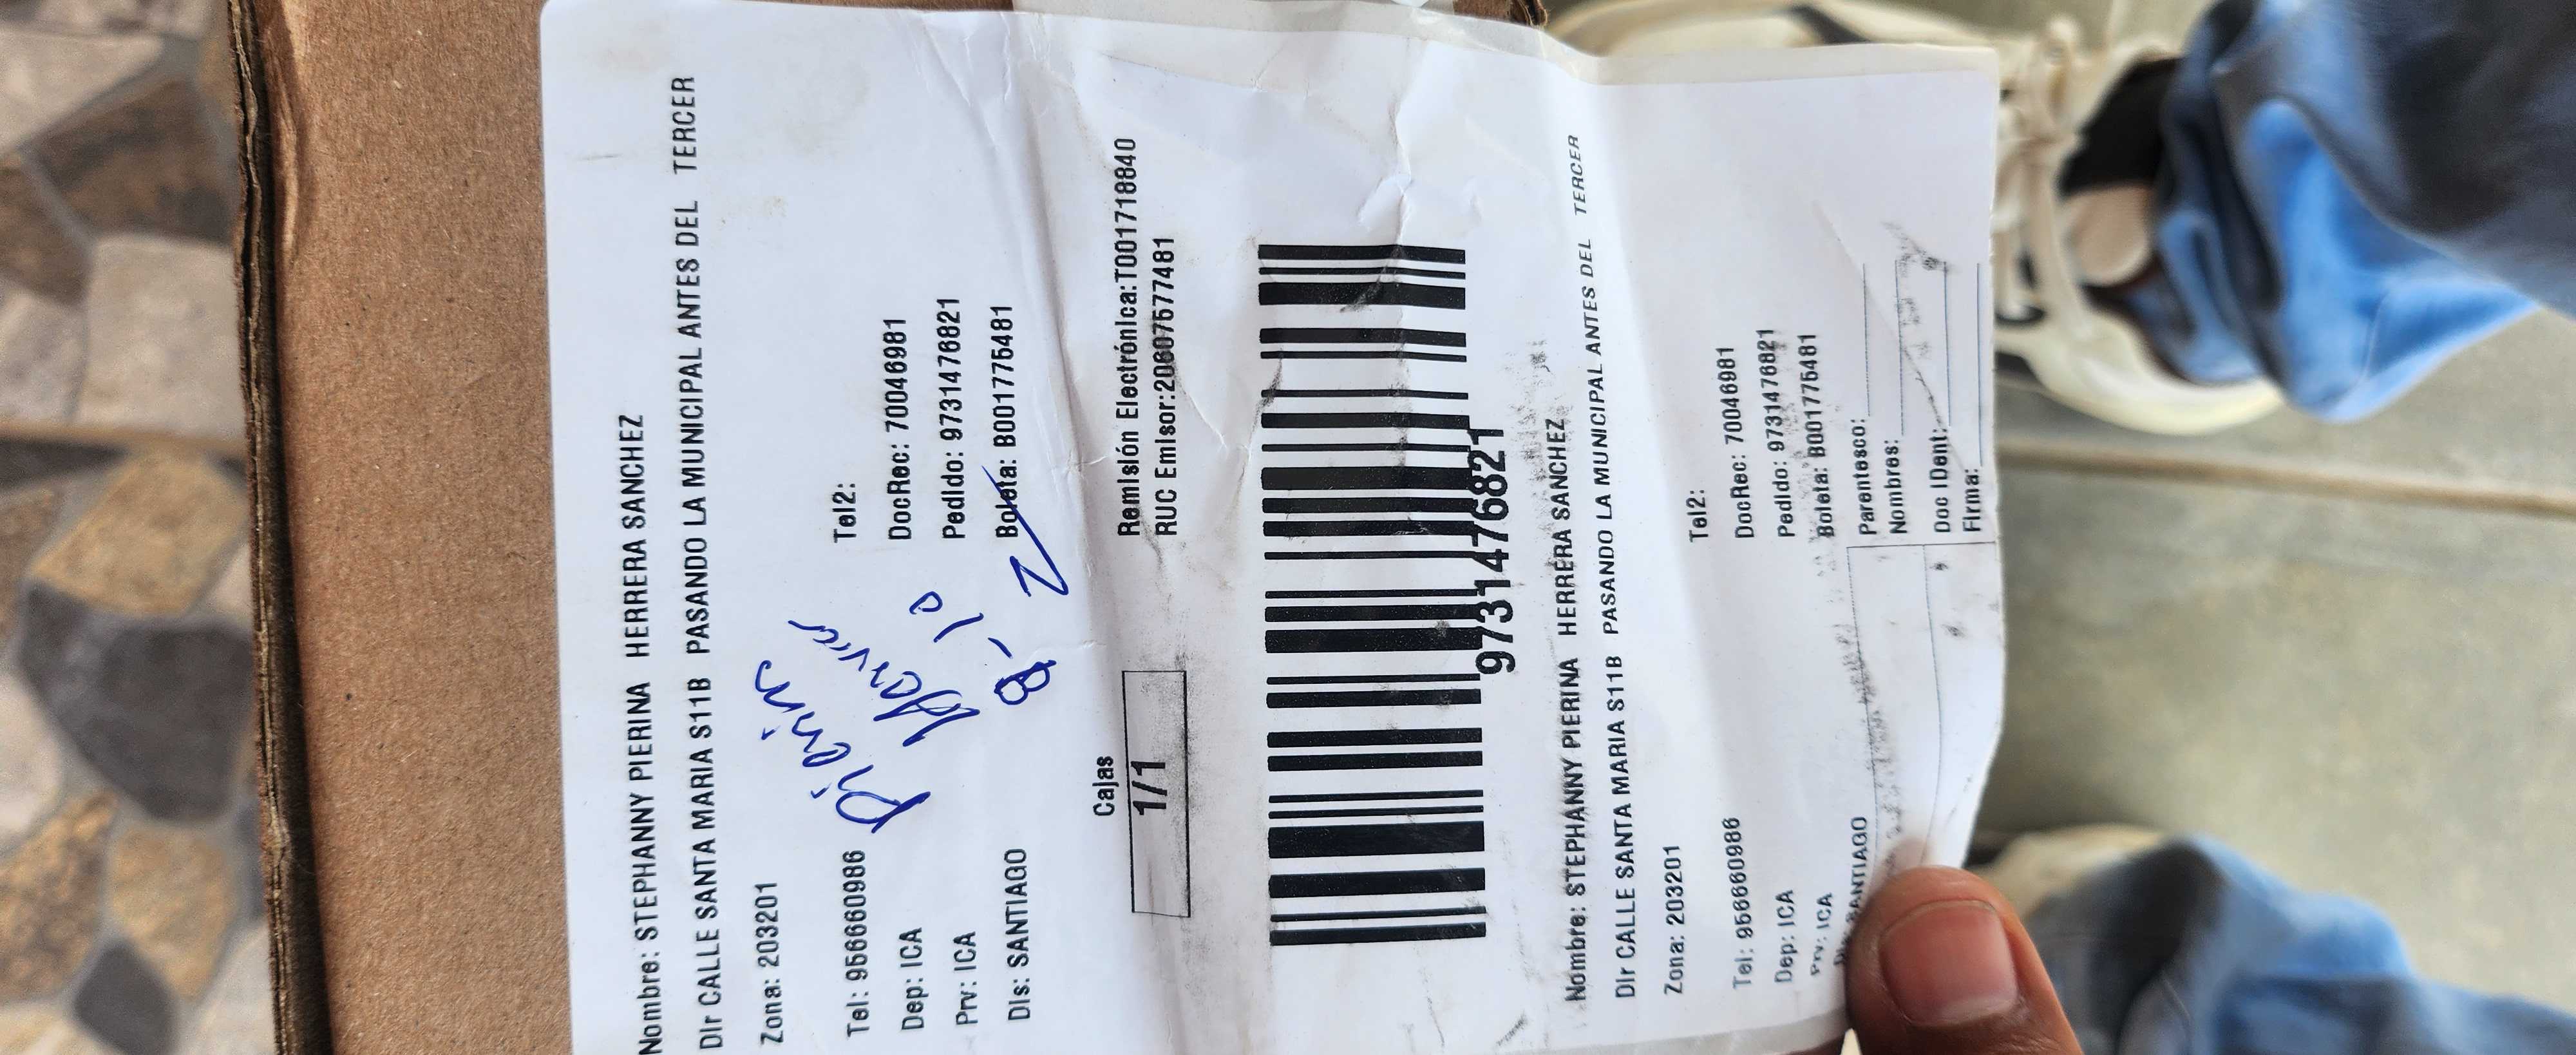 Nombre: STEPHANNY PIERINA HERRERA SANCHEZ
Dir CALLE SANTA MARIA S11B PASANDO LA MUNICIPAL ANTES DEL TERCER
Zona: 203201
Tel: 956660986 Tel2:
Dep: ICA DocRec: 70046981
Prv: ICA Pedido: 9731476821
Dis: SANTIAGO Boleta: B001775481
8-10
Cajas
1/1
Remisión Electrónica:T001718840
RUC Emisor:20607577481
9731476821
Nombre: STEPHANNY PIERINA HERRERA SANCHEZ
Dir CALLE SANTA MARIA S11B PASANDO LA MUNICIPAL ANTES DEL TERCER
Zona: 203201
Tel: 956660986 Tel2:
Dep: ICA DocRec: 70046981
Prv: ICA Pedido: 9731476821
SANTIAGO Boleta: B001775481
Parentesco:
Nombres:
Doc IDent:
Firma: